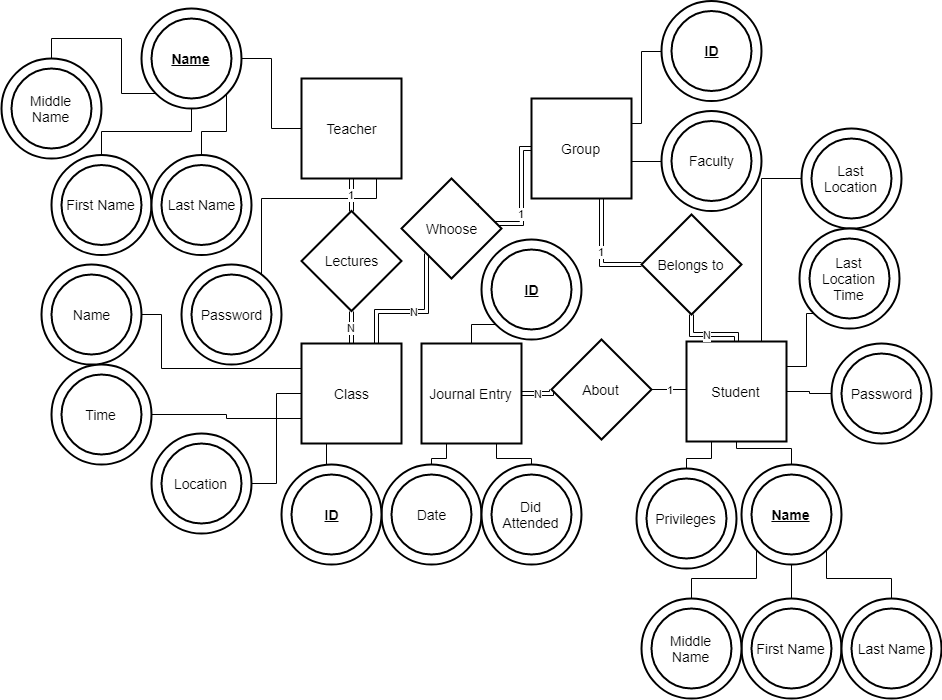 Name
ID
Middle
Name
Teacher
Group
Faculty
Last
Location
1
First Name
Last Name
1
Whoose
Lectures
1
Belongs to
Last
Location
Time
ID
Name
Password
N
N
N
Class
Journal Entry
N
About
1
Student
Password
Time
Location
ID
Date
Did
Attended
Privileges
Name
Middle
Name
First Name
Last Name